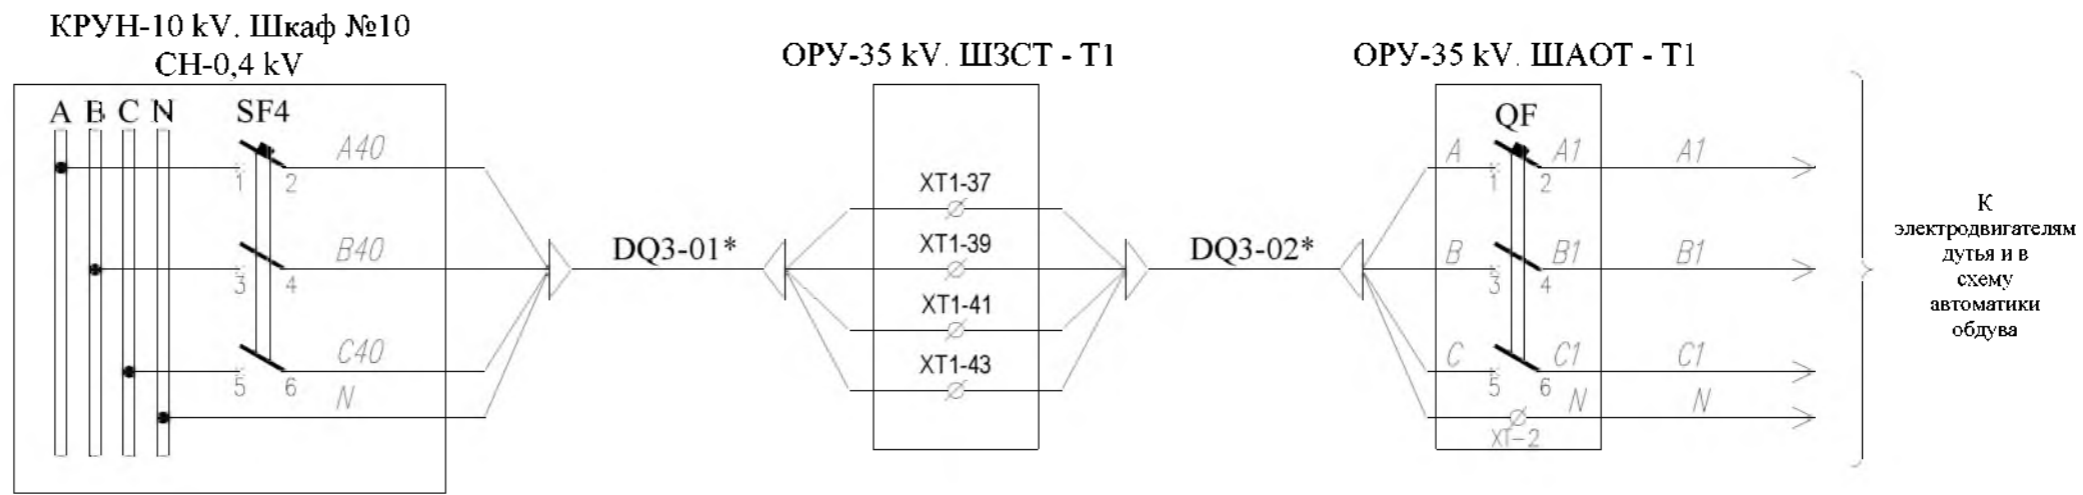 КРУН-10 kV. Шкаф №10
СН-0,4 kV
A B C N
SF4
A40
1 2
B40
3 4
C40
5 6
N
DQ3-01*
ОРУ-35 kV. ШЗСТ - Т1
XT1-37
XT1-39
XT1-41
XT1-43
DQ3-02*
ОРУ-35 kV. ШАОТ - Т1
QF
A A1 A1
1 2
B B1 B1
3 4
C C1 C1
5 6
N N
XT-2
К
электродвигателям
дутья и в
схему
автоматики
обдува